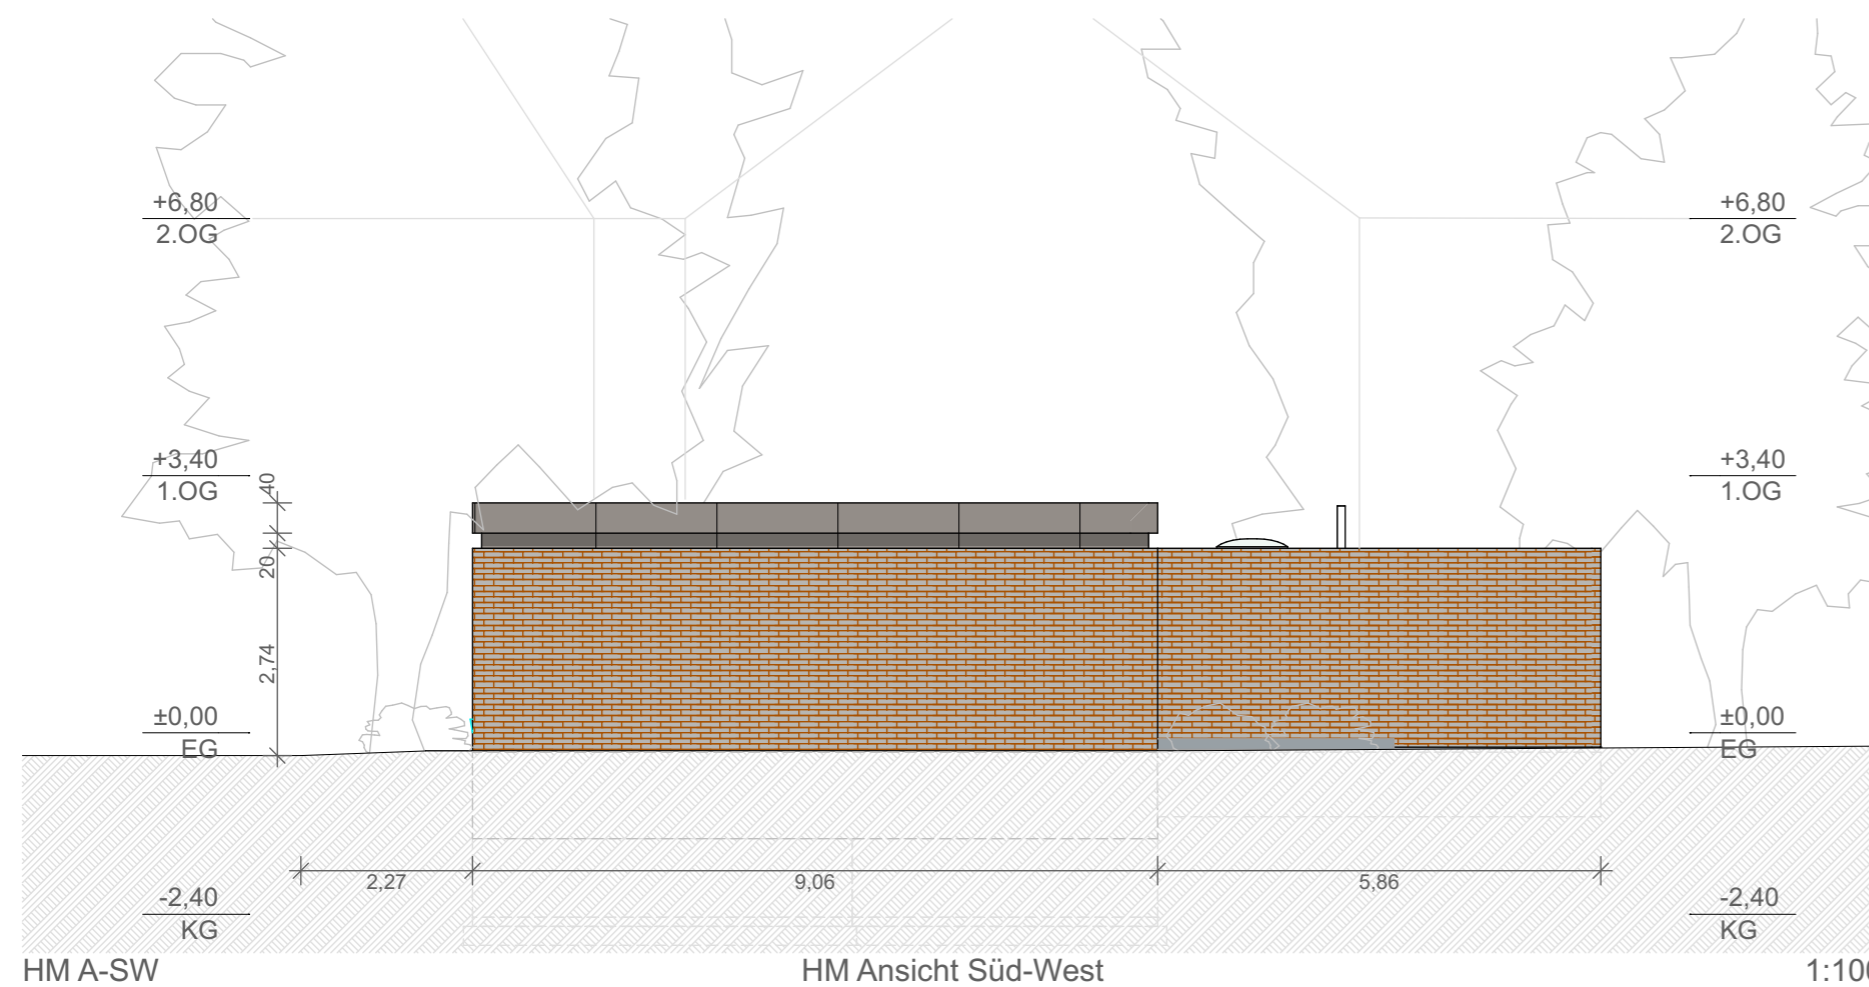 +6,80
2.OG
+6,80
2.OG
+3,40
1.OG
40
+3,40
1.OG
20
2,74
±0,00
EG
±0,00
EG
2,27
9,06
5,86
-2,40
KG
-2,40
KG
HM A-SW
HM Ansicht Süd-West
1:100